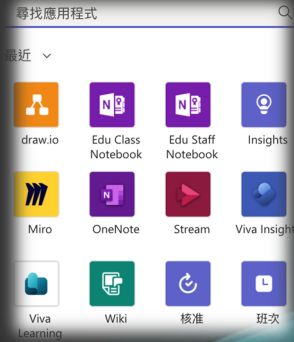 尋找應用程式
最近
draw.io
Edu Class Notebook
Edu Staff Notebook
Insights
Miro
OneNote
Stream
Viva Insight
Viva Learning
Wiki
核准
班次